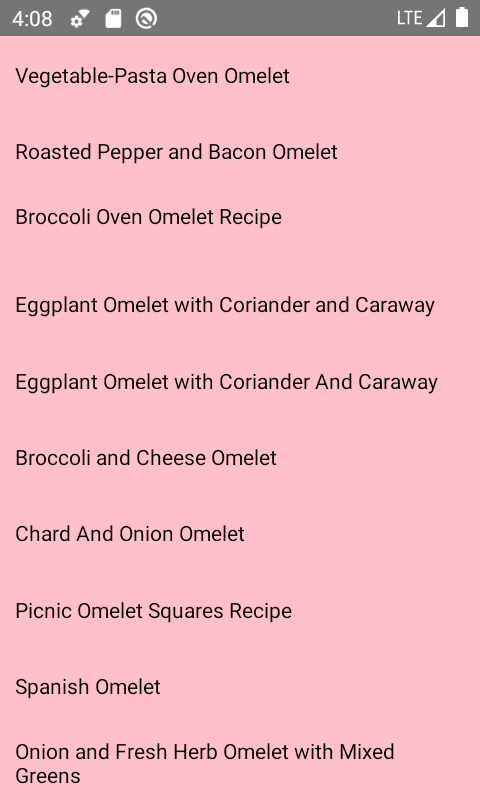 4:08
LTE
Vegetable-Pasta Oven Omelet
Roasted Pepper and Bacon Omelet
Broccoli Oven Omelet Recipe
Eggplant Omelet with Coriander and Caraway
Eggplant Omelet with Coriander And Caraway
Broccoli and Cheese Omelet
Chard And Onion Omelet
Picnic Omelet Squares Recipe
Spanish Omelet
Onion and Fresh Herb Omelet with Mixed
Greens